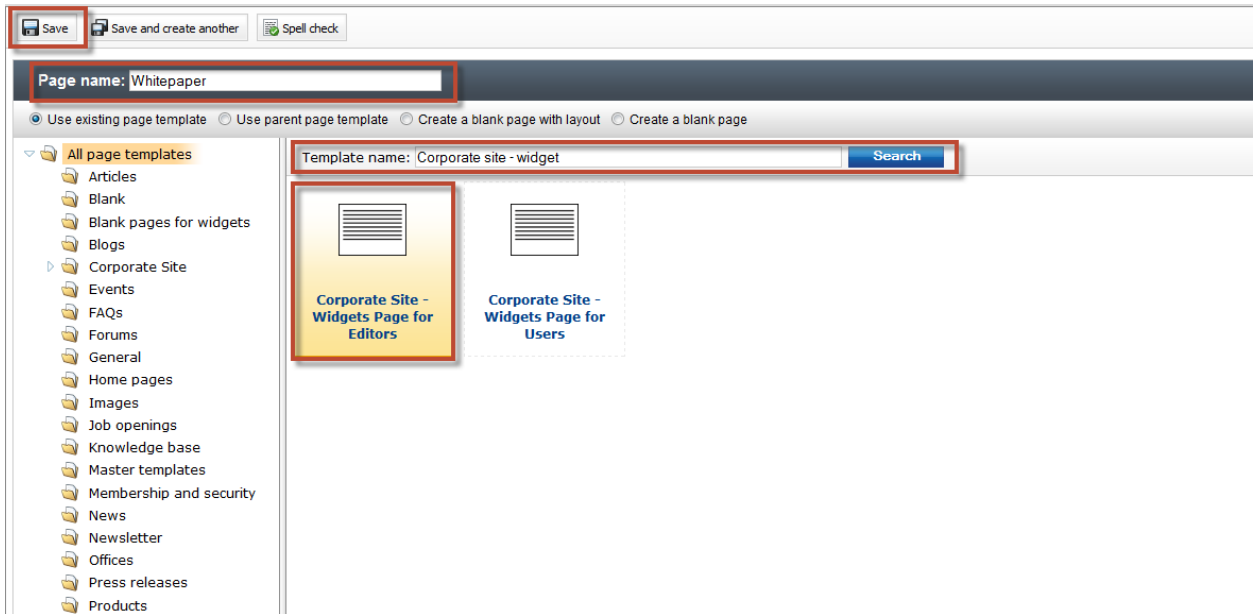 Save Save and create another Spell check
Page name: Whitepaper
Use existing page template Use parent page template Create a blank page with layout Create a blank page
All page templates
Articles
Blank
Blank pages for widgets
Blogs
Corporate Site
Events
FAQs
Forums
General
Home pages
Images
Job openings
Knowledge base
Master templates
Membership and security
News
Newsletter
Offices
Press releases
Products
Template name: Corporate site - widget Search
Corporate Site -
Widgets Page for
Editors
Corporate Site -
Widgets Page for
Users